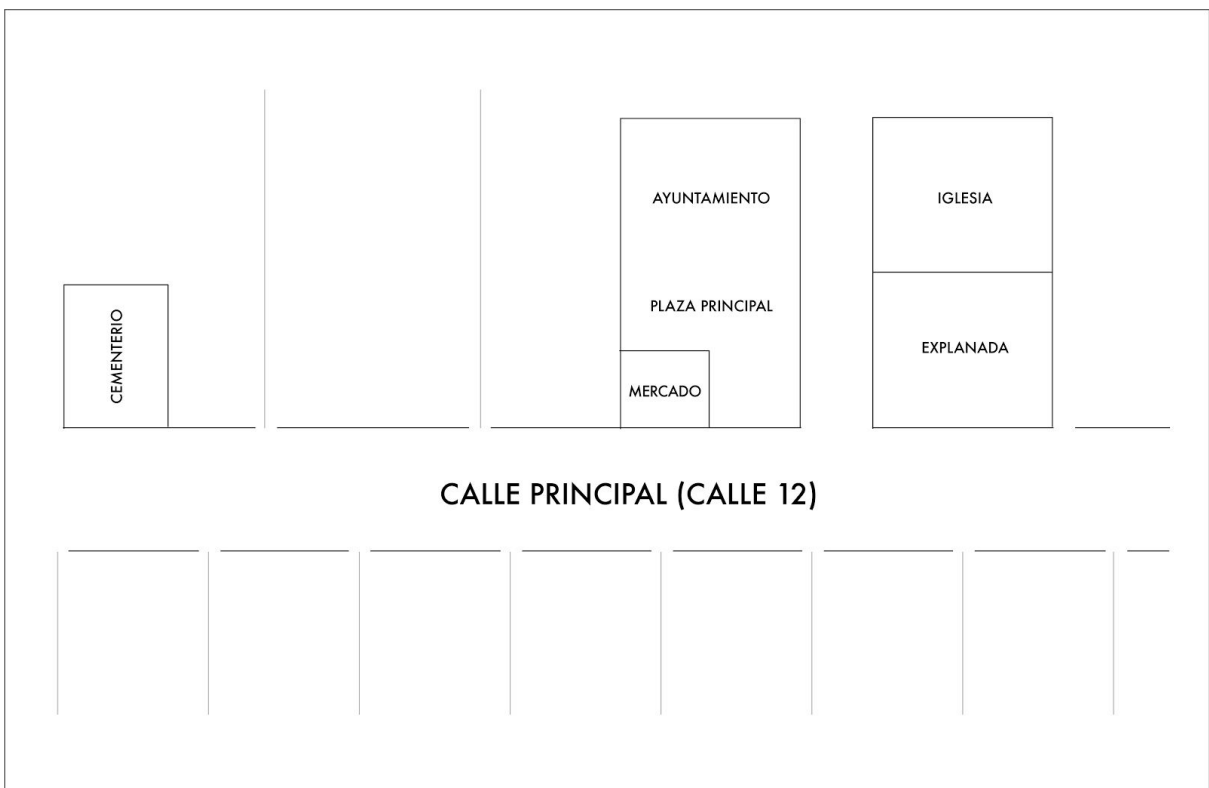 AYUNTAMIENTO
IGLESIA
PLAZA PRINCIPAL
EXPLANADA
CEMENTERIO
MERCADO
CALLE PRINCIPAL (CALLE 12)